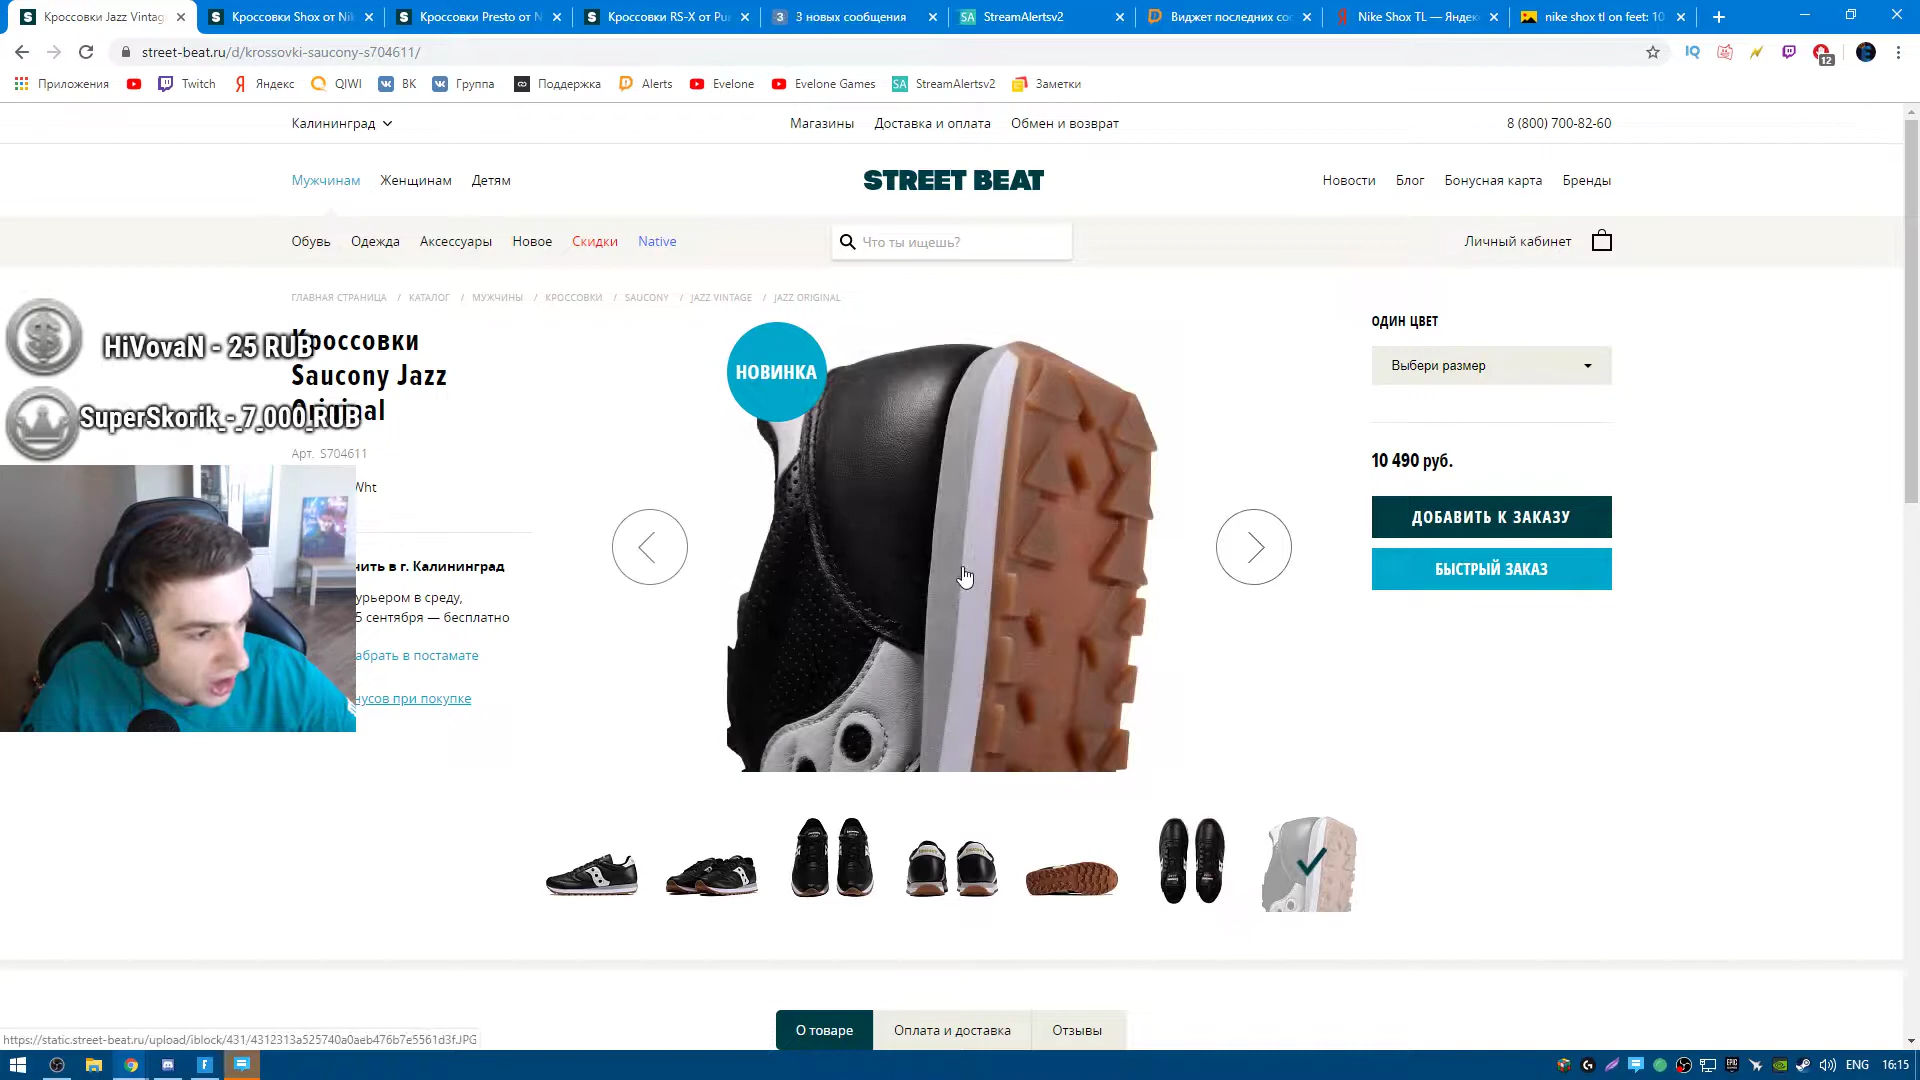 Кроссовки Jazz Vintag
Кроссовки Shox от Ni
Кроссовки Presto от N
Кроссовки RS-X от Pu
3 новых сообщения
StreamAlertsv2
Виджет последних со
Nike Shox TL — Яндек
nike shox tl on feet: 10
street-beat.ru/d/krossovki-saucony-s704611/
12
Приложения
Twitch
Яндекс
QIWI
ВК
Группа
Поддержка
Alerts
Evelone
Evelone Games
StreamAlertsv2
Заметки
Калининград
Магазины
Доставка и оплата
Обмен и возврат
8 (800) 700-82-60
Мужчинам
Женщинам
Детям
STREET BEAT
Новости
Блог
Бонусная карта
Бренды
Обувь
Одежда
Аксессуары
Новое
Скидки
Native
Что ты ищешь?
Личный кабинет
ГЛАВНАЯ СТРАНИЦА / КАТАЛОГ / МУЖЧИНЫ / КРОССОВКИ / SAUCONY / JAZZ VINTAGE / JAZZ ORIGINAL
HiVovaN - 25 RUB
SuperSkorik_-_7_000_RUB
Кроссовки
Saucony Jazz
Original
Арт. S704611
Wht
нить в г. Калининград
урьером в среду,
5 сентября — бесплатно
абрать в постамате
нусов при покупке
НОВИНКА
ОДИН ЦВЕТ
Выбери размер
10 490 руб.
ДОБАВИТЬ К ЗАКАЗУ
БЫСТРЫЙ ЗАКАЗ
О товаре
Оплата и доставка
Отзывы
https://static.street-beat.ru/upload/iblock/431/4312313a525740a0aeb476b7e5561d3f.JPG
ENG
16:15